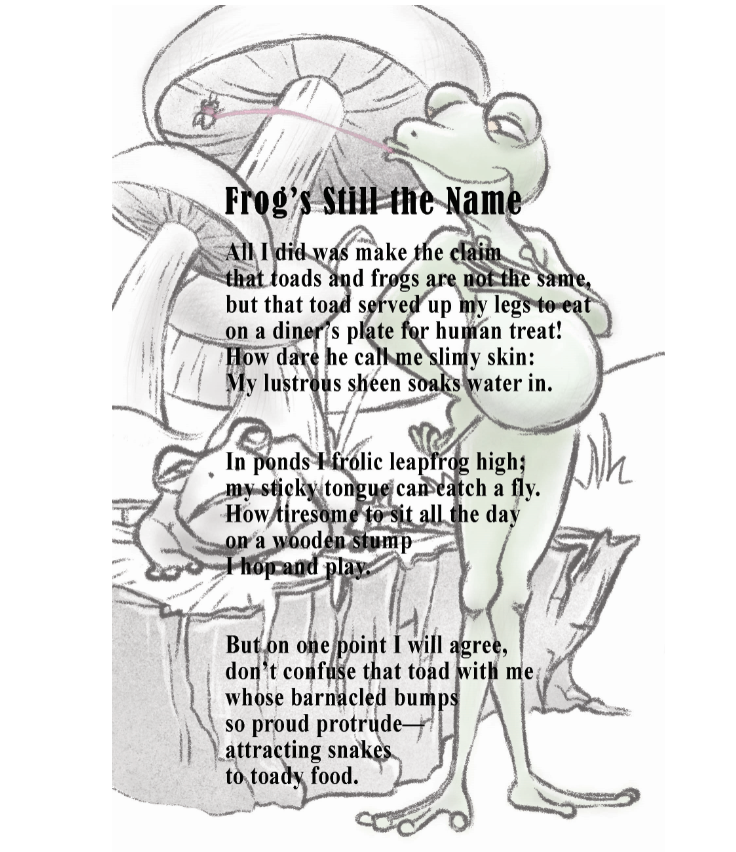 Frog's Still the Name
All I did was make the claim
that toads and frogs are not the same,
but that toad served up my legs to eat
on a diner's plate for human treat!
How dare he call me slimy skin:
My lustrous sheen soaks water in.
In ponds I frolic leapfrog high;
my sticky tongue can catch a fly.
How tiresome to sit all the day
on a wooden stump
I hop and play.
But on one point I will agree,
don't confuse that toad with me
whose barnacled bumps
so proud protrude—
attracting snakes
to toady food.